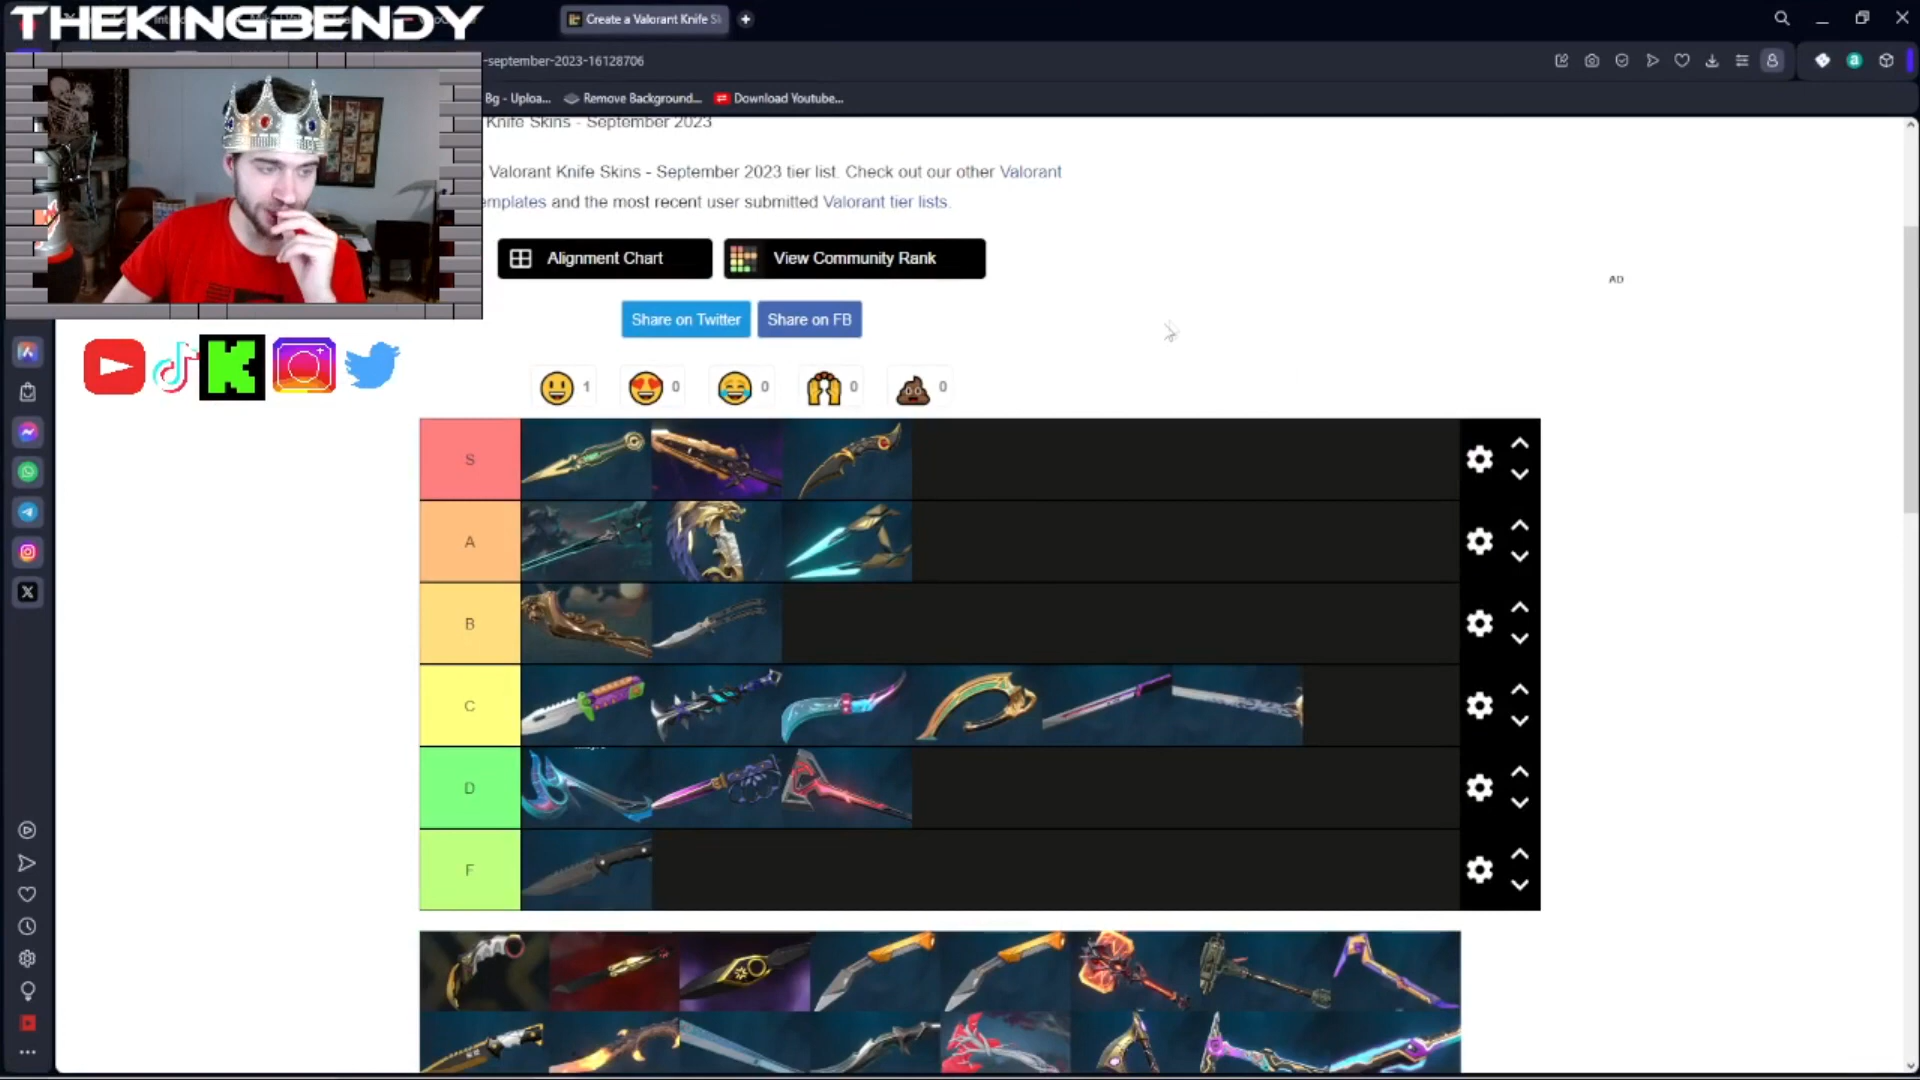 THEKINGBENDY
Create a Valorant Knife Sk
-september-2023-16128706
Bg - Uploa...
Remove Background...
Download Youtube...
Knife Skins - September 2023
Valorant Knife Skins - September 2023 tier list. Check out our other Valorant
emplates and the most recent user submitted Valorant tier lists.
Alignment Chart
View Community Rank
AD
Share on Twitter
Share on FB
1
0
0
0
0
S
A
B
C
D
F